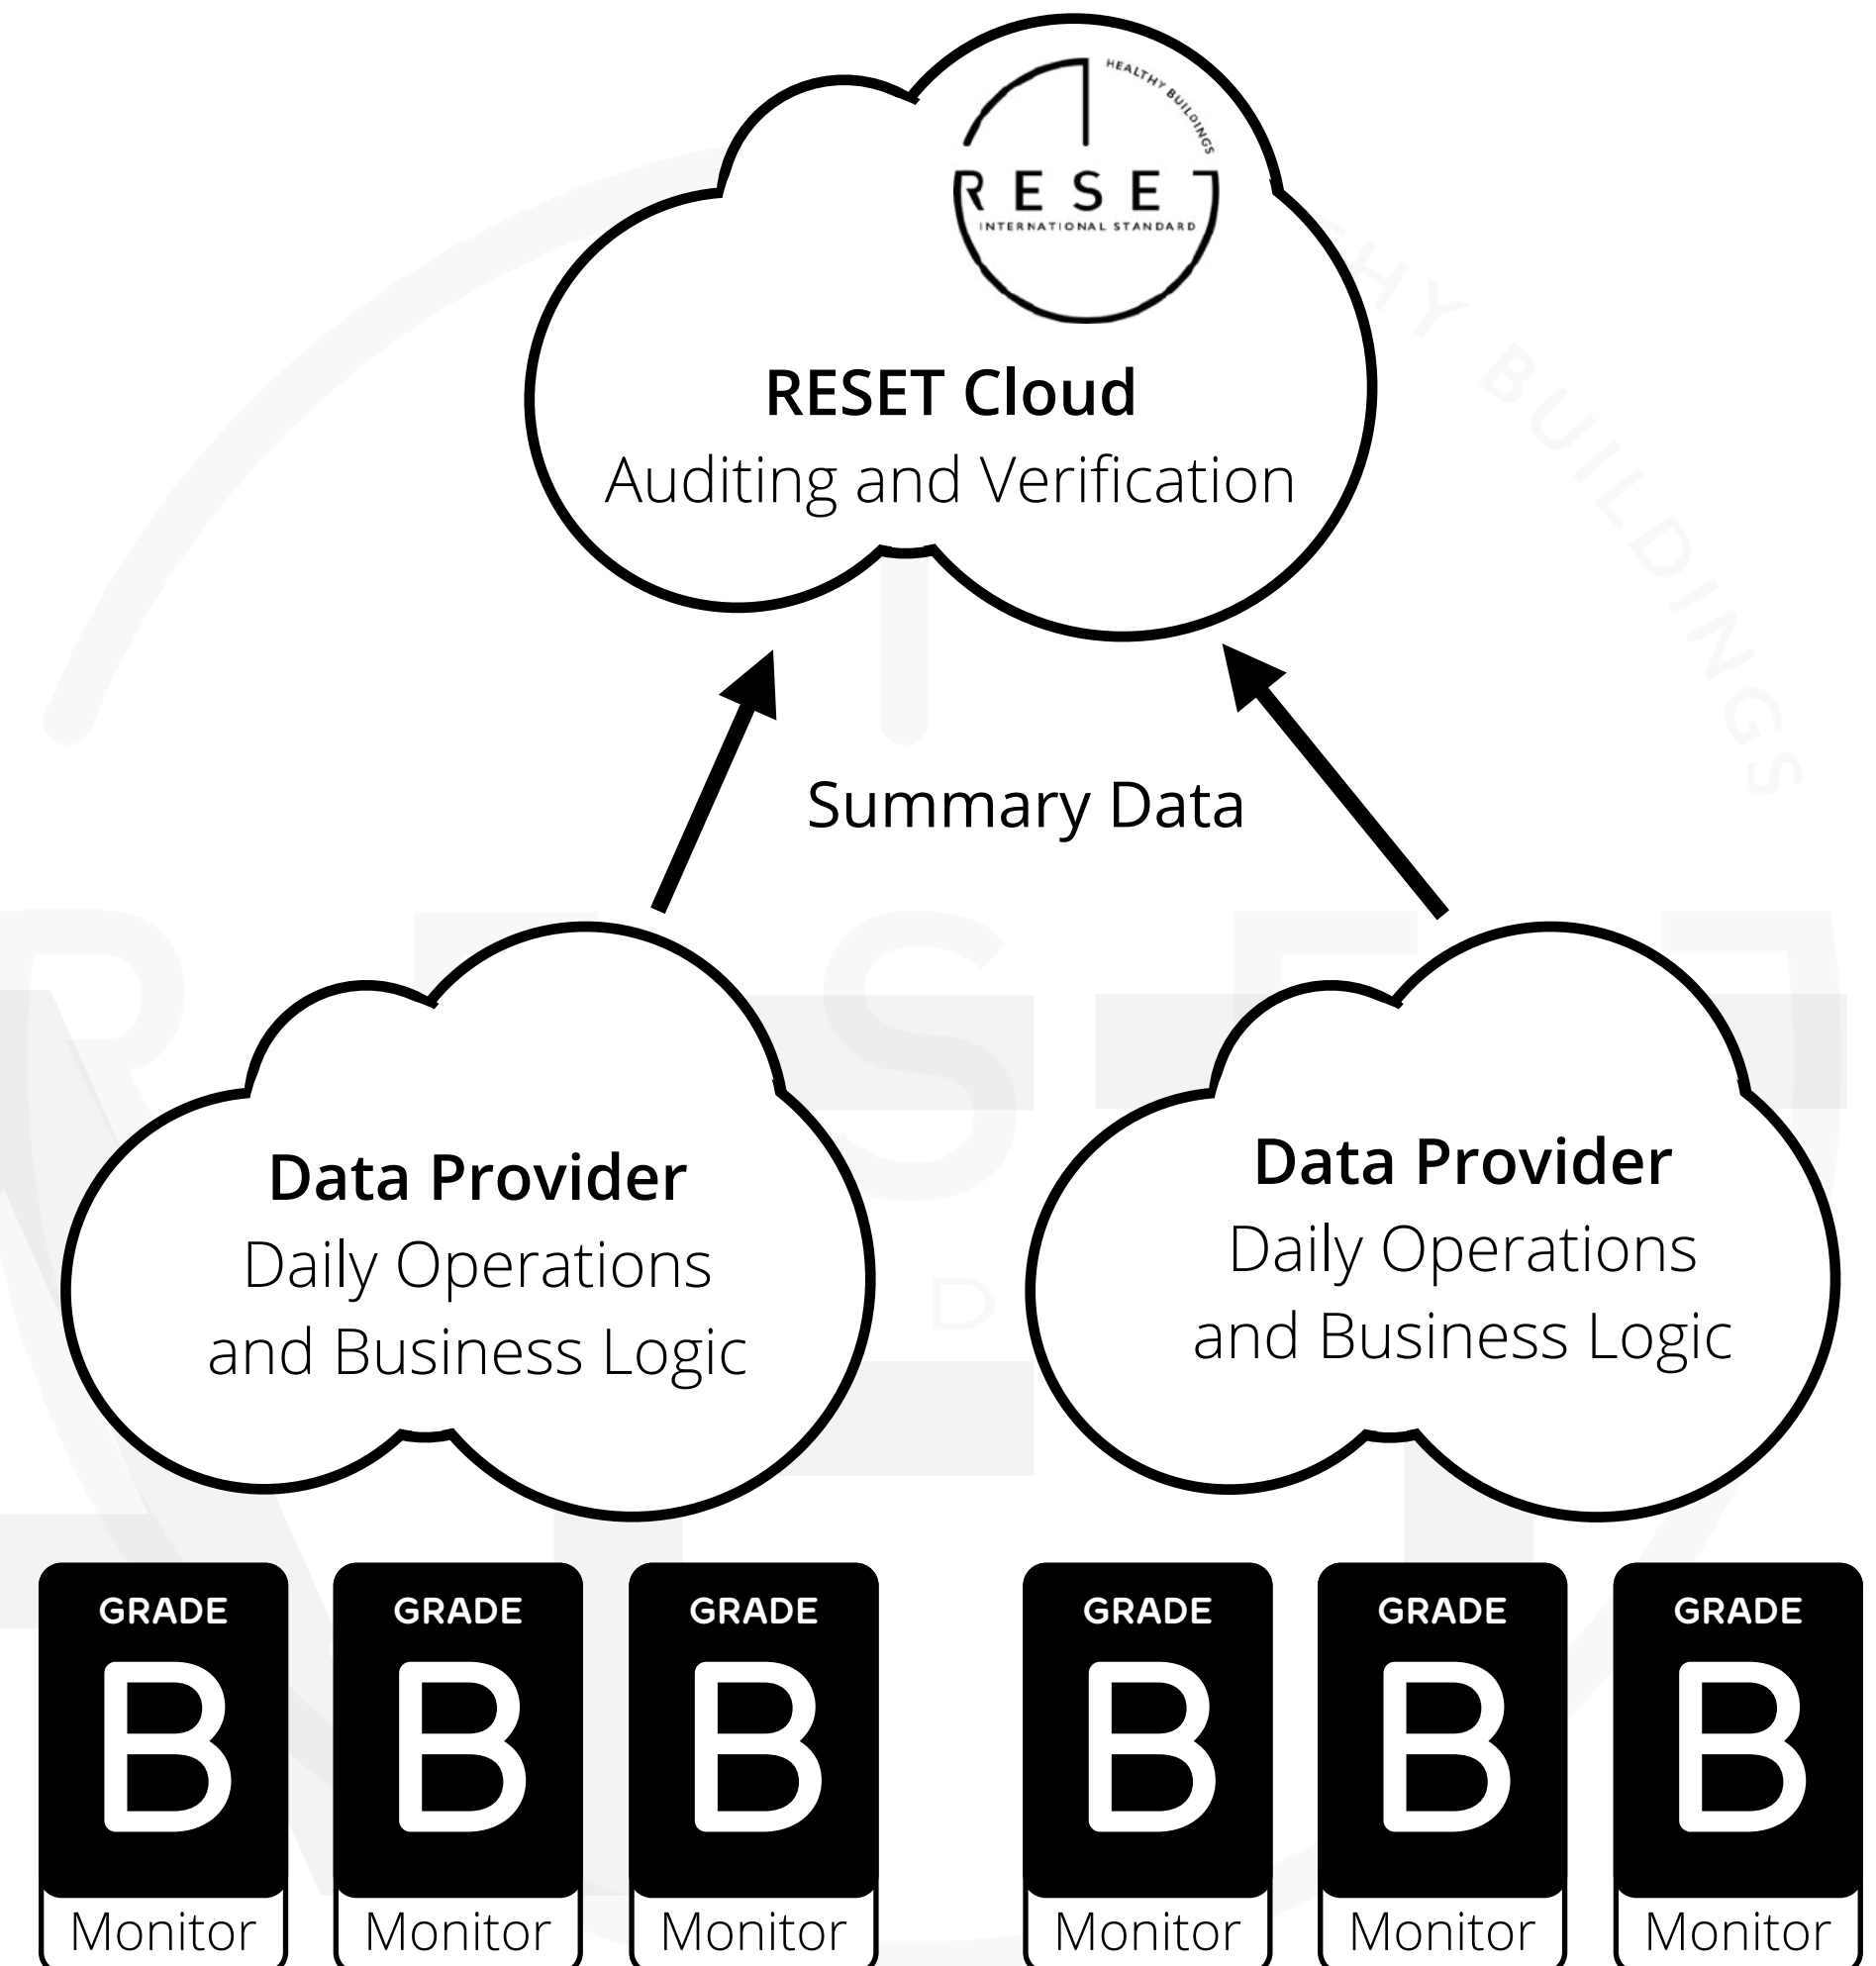 HEALTHY BUILDINGS
RESET
INTERNATIONAL STANDARD
RESET Cloud
Auditing and Verification
HY BUILDINGS
Summary Data
Data Provider
Daily Operations
and Business Logic
Data Provider
Daily Operations
and Business Logic
GRADE
B
Monitor
GRADE
B
Monitor
GRADE
B
Monitor
GRADE
B
Monitor
GRADE
B
Monitor
GRADE
B
Monitor